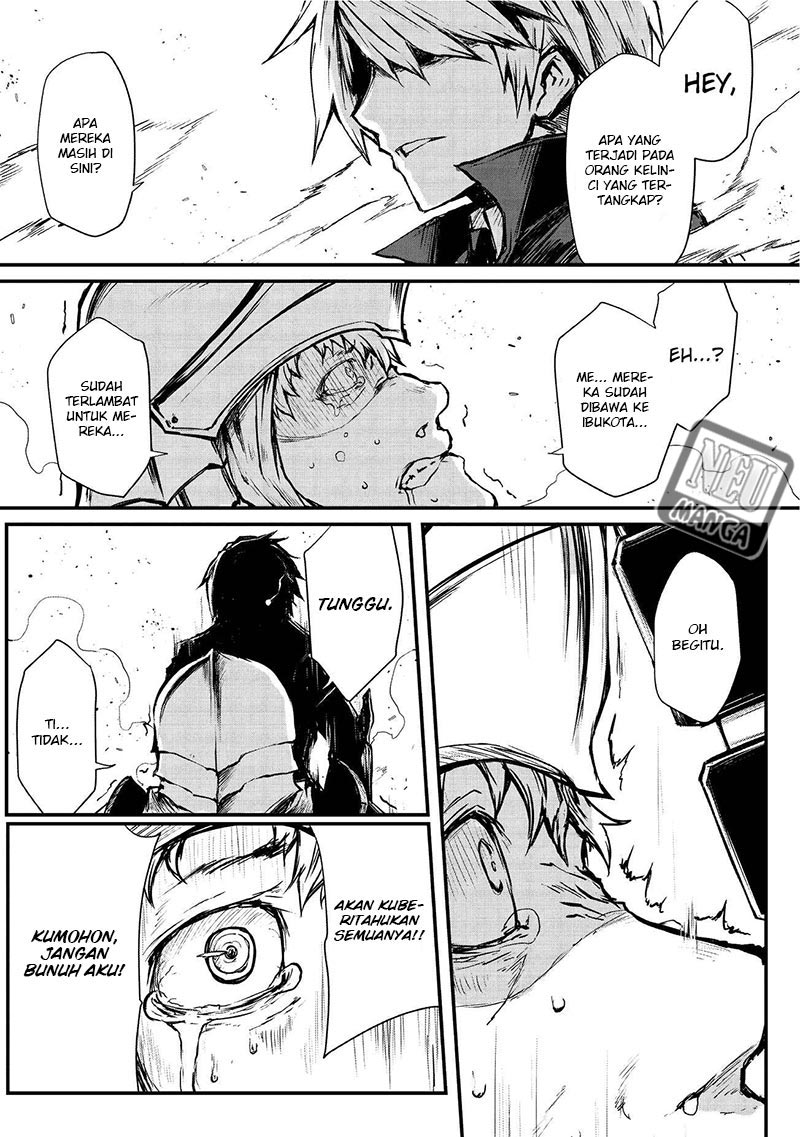 HEY,
APA YANG
TERJADI PADA
ORANG KELIN-
CI YANG TER-
TANGKAP?
APA
MEREKA
MASIH DI
SINI?
EH...?
ME... MERE-
KA SUDAH
DIBAWA KE
IBUKOTA...
SUDAH
TERLAMBAT
UNTUK ME-
REKA...
NEU
MANGA
OH
BEGITU.
TUNGGU.
TI...
TIDAK...
AKAN KUBE-
RITAHUKAN
SEMUANYA!!
KUMOHON,
JANGAN
BUNUH AKU!